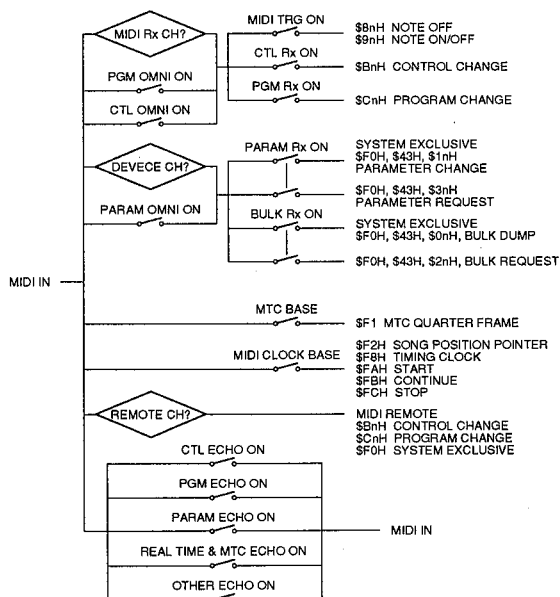 MIDI TRG ON
$8nH NOTE OFF
$9nH NOTE ON/OFF
MIDI Rx CH?
CTL Rx ON
$BnH CONTROL CHANGE
PGM OMNI ON
PGM Rx ON
$CnH PROGRAM CHANGE
CTL OMNI ON
PARAM Rx ON
SYSTEM EXCLUSIVE
$F0H, $43H, $1nH
PARAMETER CHANGE
DEVECE CH?
$F0H, $43H, $3nH
PARAMETER REQUEST
PARAM OMNI ON
BULK Rx ON
SYSTEM EXCLUSIVE
$F0H, $43H, $0nH, BULK DUMP
$F0H, $43H, $2nH, BULK REQUEST
MIDI IN
MTC BASE
$F1 MTC QUARTER FRAME
MIDI CLOCK BASE
$F2H SONG POSITION POINTER
$F8H TIMING CLOCK
$FAH START
$FBH CONTINUE
$FCH STOP
REMOTE CH?
MIDI REMOTE
$BnH CONTROL CHANGE
$CnH PROGRAM CHANGE
$F0H SYSTEM EXCLUSIVE
CTL ECHO ON
PGM ECHO ON
PARAM ECHO ON
MIDI IN
REAL TIME & MTC ECHO ON
OTHER ECHO ON